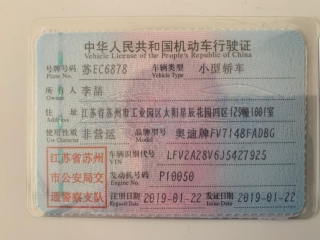 中华人民共和国机动车行驶证
Vehicle License of the People's Republic of China
号牌号码 苏EC6878 车辆类型 小型轿车
Plate No. Vehicle Type
所有人 李喆
Owner
住址 江苏省苏州市工业园区太阳星辰花园四区129幢1001室
Address
使用性质 非营运 品牌型号 奥迪牌FV7148FADBG
Use Character Model
江苏省苏州市公安局交通警察支队
车辆识别代号 LFV2A28V6J5427925
VIN
发动机号码 P10050
Engine No.
注册日期 2019-01-22 发证日期 2019-01-22
Register Date Issue Date